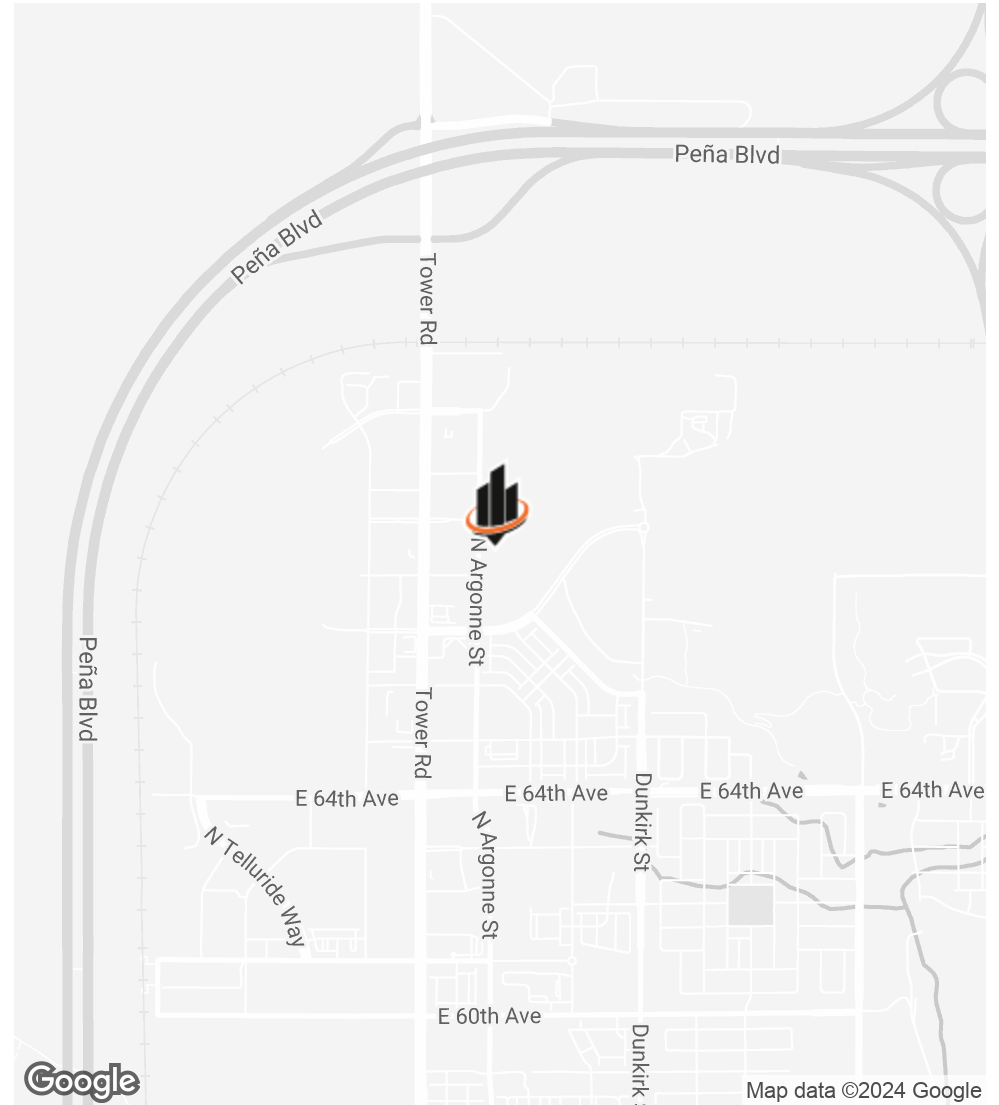 Peña Blvd
Peña Blvd
Tower Rd
N Argonne St
Peña Blvd
Tower Rd
E 64th Ave
E 64th Ave
E 64th Ave
E 64th Ave
Dunkirk St
N Telluride Way
N Argonne St
E 60th Ave
Dunkirk
Google
Map data ©2024 Google